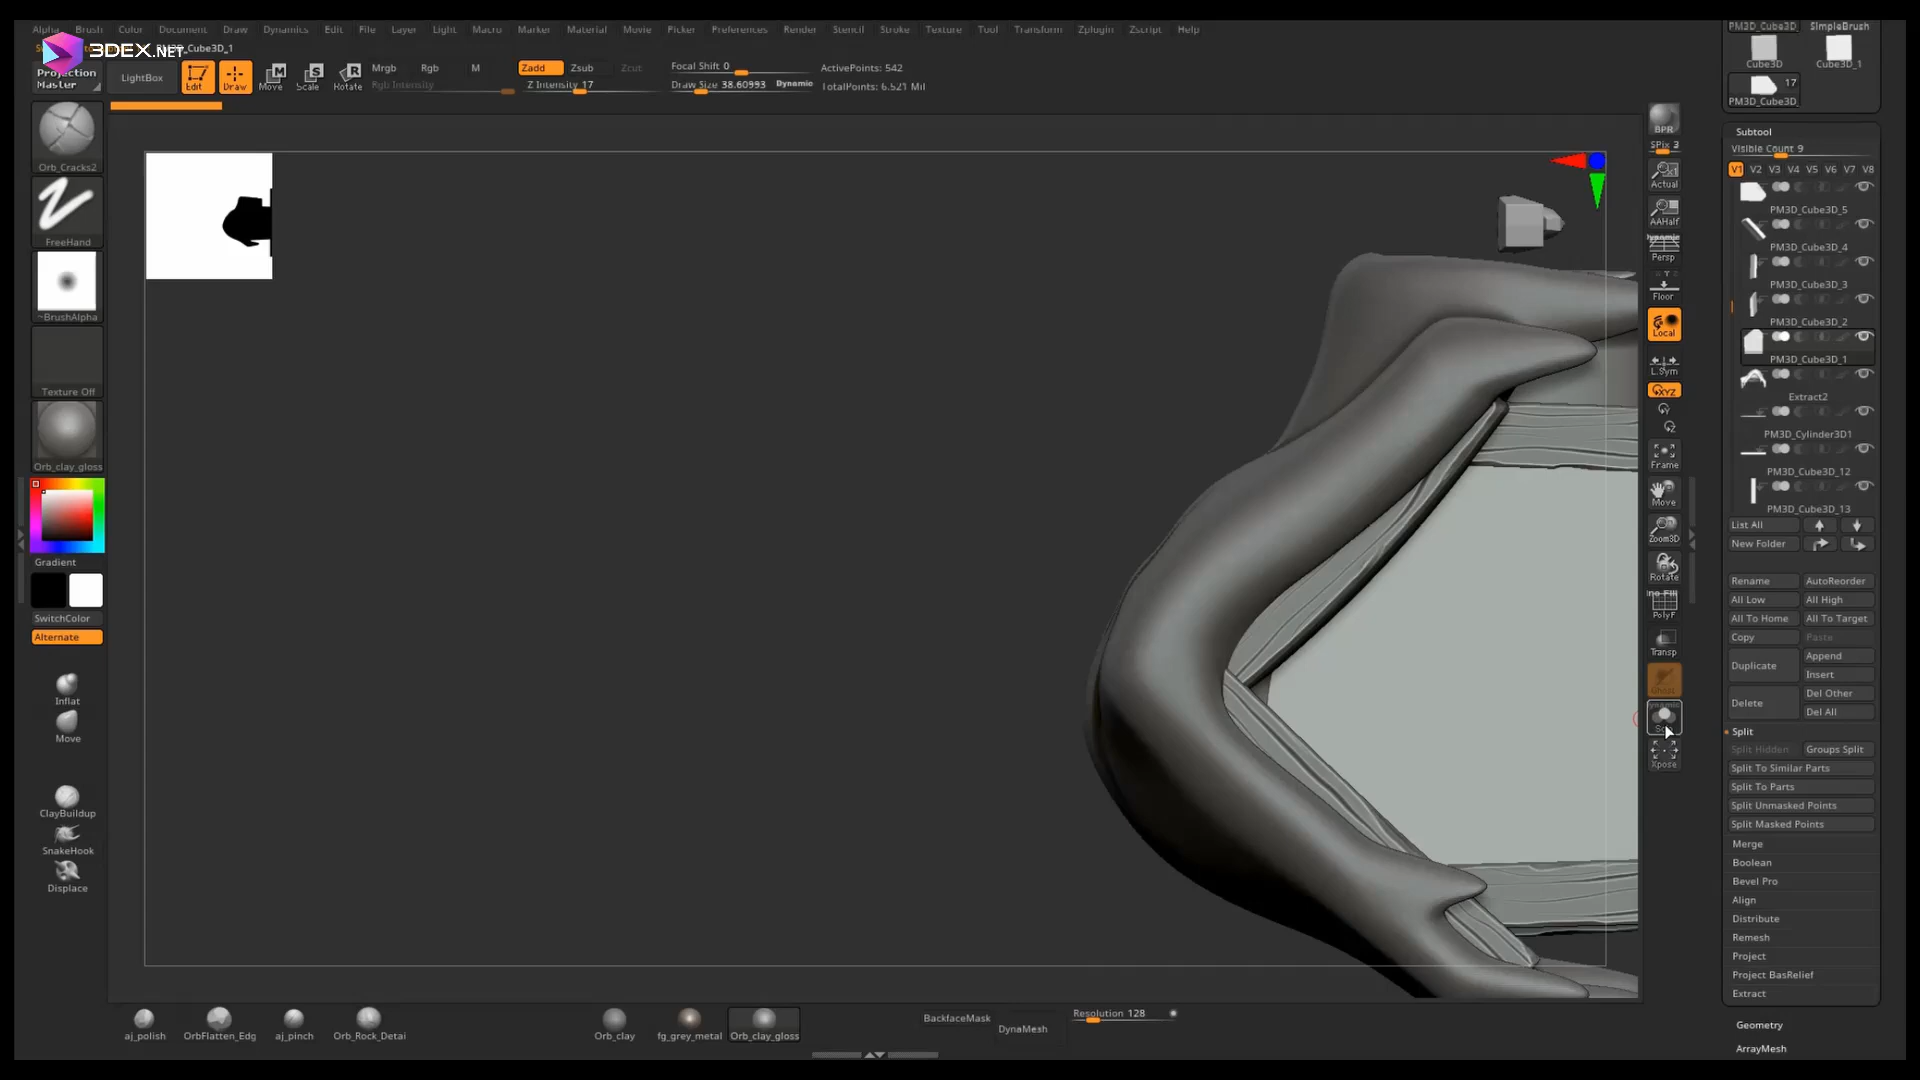 Alpha Brush Color Document Draw Dynamics Edit File Layer Light Macro Marker Material Movie Picker Preferences Render Stencil Stroke Texture Tool Transform Zplugin Zscript Help
3DEX.NET
PM3D_Cube3D_1
Projection
Master
LightBox
Edit
Draw
Move
Scale
Rotate
Mrgb Rgb M
Rgb Intensity
Zadd Zsub Zcut
Z Intensity 17
Focal Shift 0
Draw Size 38.60993 Dynamic
ActivePoints: 542
TotalPoints: 6.521 Mil
Orb_Cracks2
FreeHand
~BrushAlpha
Texture Off
Orb_clay_gloss
Gradient
SwitchColor
Alternate
Inflat
Move
ClayBuildup
SnakeHook
Displace
BPR
SPix 3
Actual
AAHalf
Dynamic
Persp
Floor
Local
L.Sym
XYZ
Frame
Move
Zoom3D
Rotate
PolyF
Transp
Ghost
Xpose
PM3D_Cube3D_ SimpleBrush
Cube3D Cube3D_1
17
PM3D_Cube3D_
Subtool
Visible Count 9
V1 V2 V3 V4 V5 V6 V7 V8
PM3D_Cube3D_5
PM3D_Cube3D_4
PM3D_Cube3D_3
PM3D_Cube3D_2
PM3D_Cube3D_1
Extract2
PM3D_Cylinder3D1
PM3D_Cube3D_12
PM3D_Cube3D_13
List All
New Folder
Rename AutoReorder
All Low All High
All To Home All To Target
Copy Paste
Duplicate Append
Insert
Delete Del Other
Del All
Split
Split Hidden Groups Split
Split To Similar Parts
Split To Parts
Split Unmasked Points
Split Masked Points
Merge
Boolean
Bevel Pro
Align
Distribute
Remesh
Project
Project BasRelief
Extract
Geometry
ArrayMesh
aj_polish
OrbFlatten_Edg
aj_pinch
Orb_Rock_Detai
Orb_clay
fg_grey_metal
Orb_clay_gloss
BackfaceMask
DynaMesh
Resolution 128